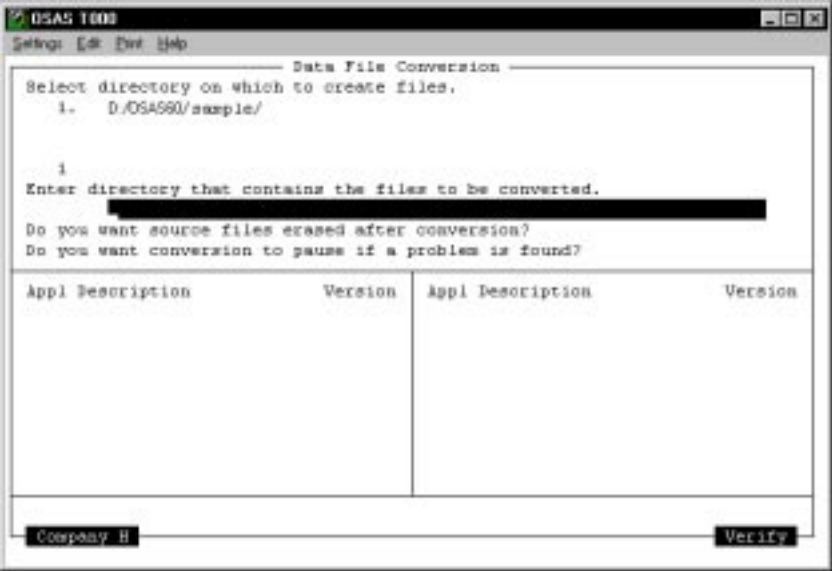 OSAS T000
Settings Edit Print Help
Data File Conversion
Select directory on which to create files.
1. D:/OSAS60/sample/
1
Enter directory that contains the files to be converted.
Do you want source files erased after conversion?
Do you want conversion to pause if a problem is found?
Appl Description Version Appl Description Version
Company H Verify